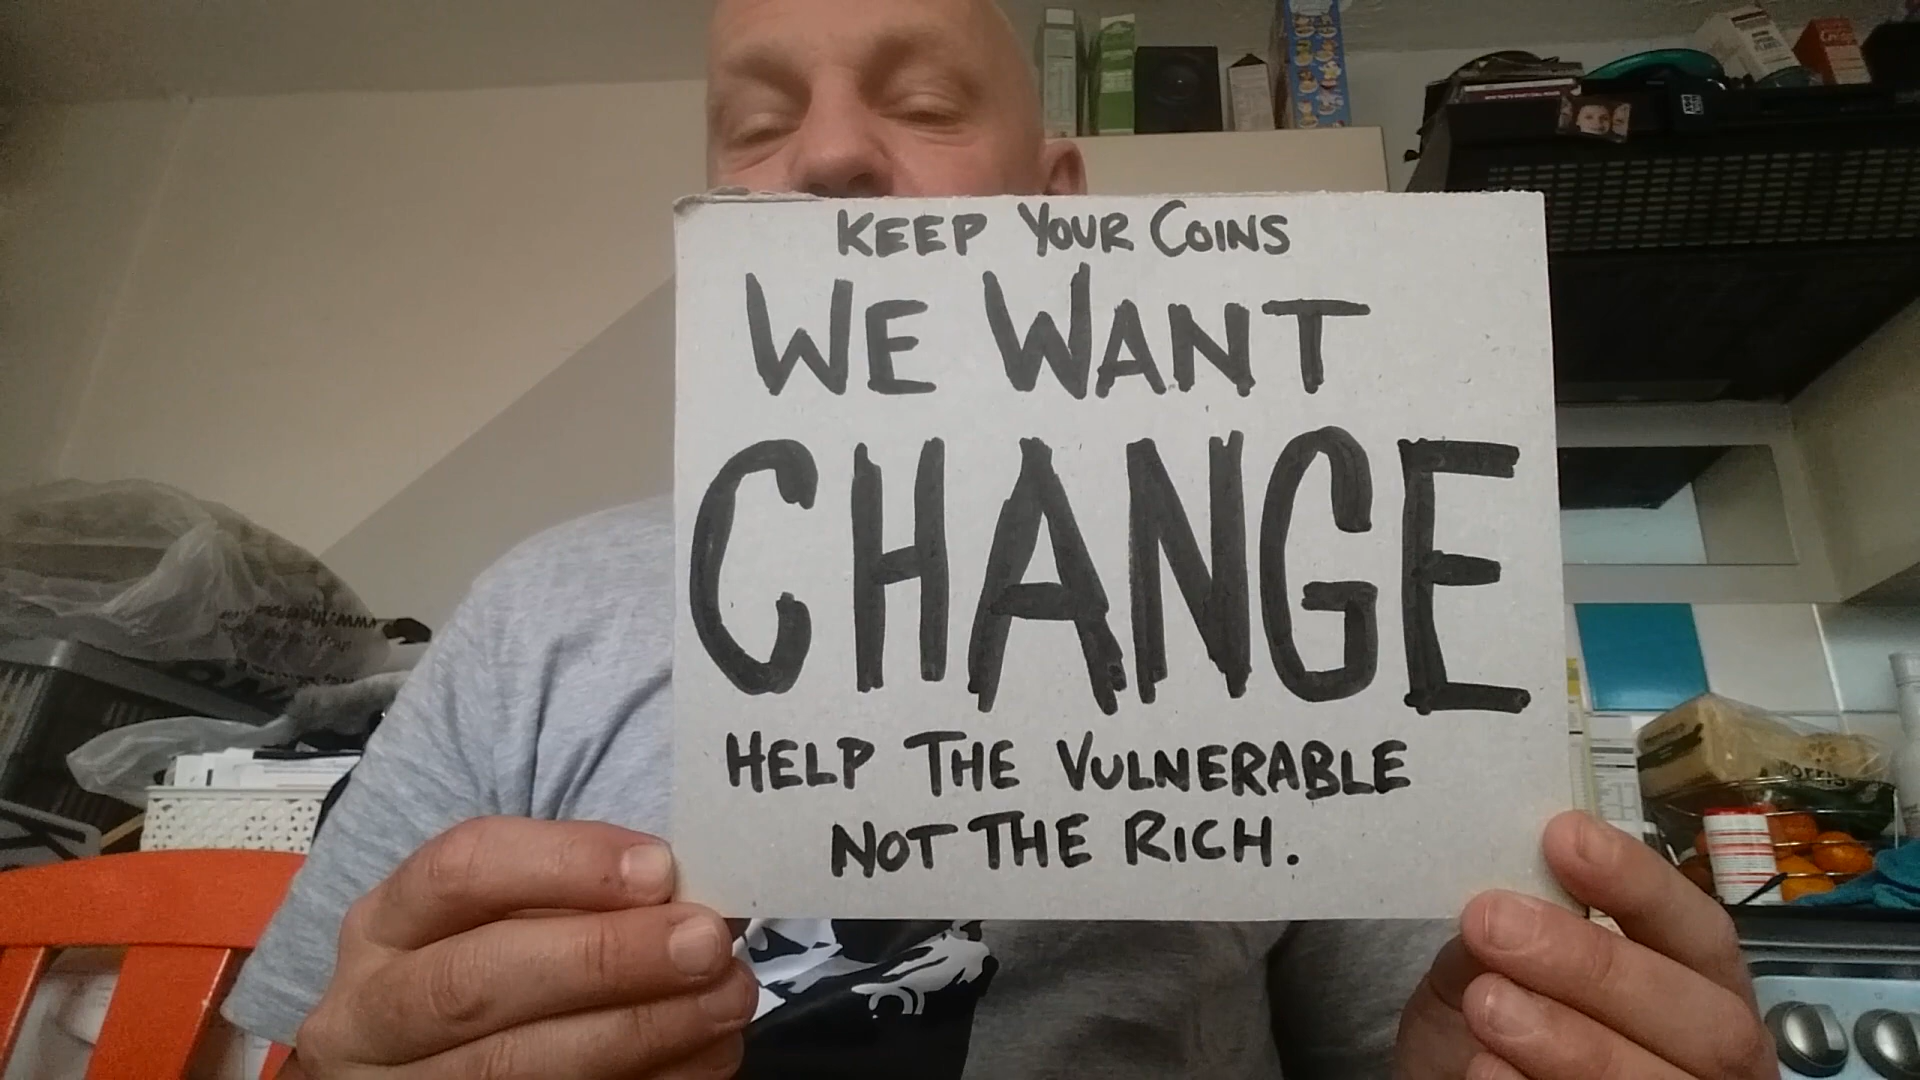 KEEP YOUR COINS
WE WANT
CHANGE
HELP THE VULNERABLE
NOT THE RICH.